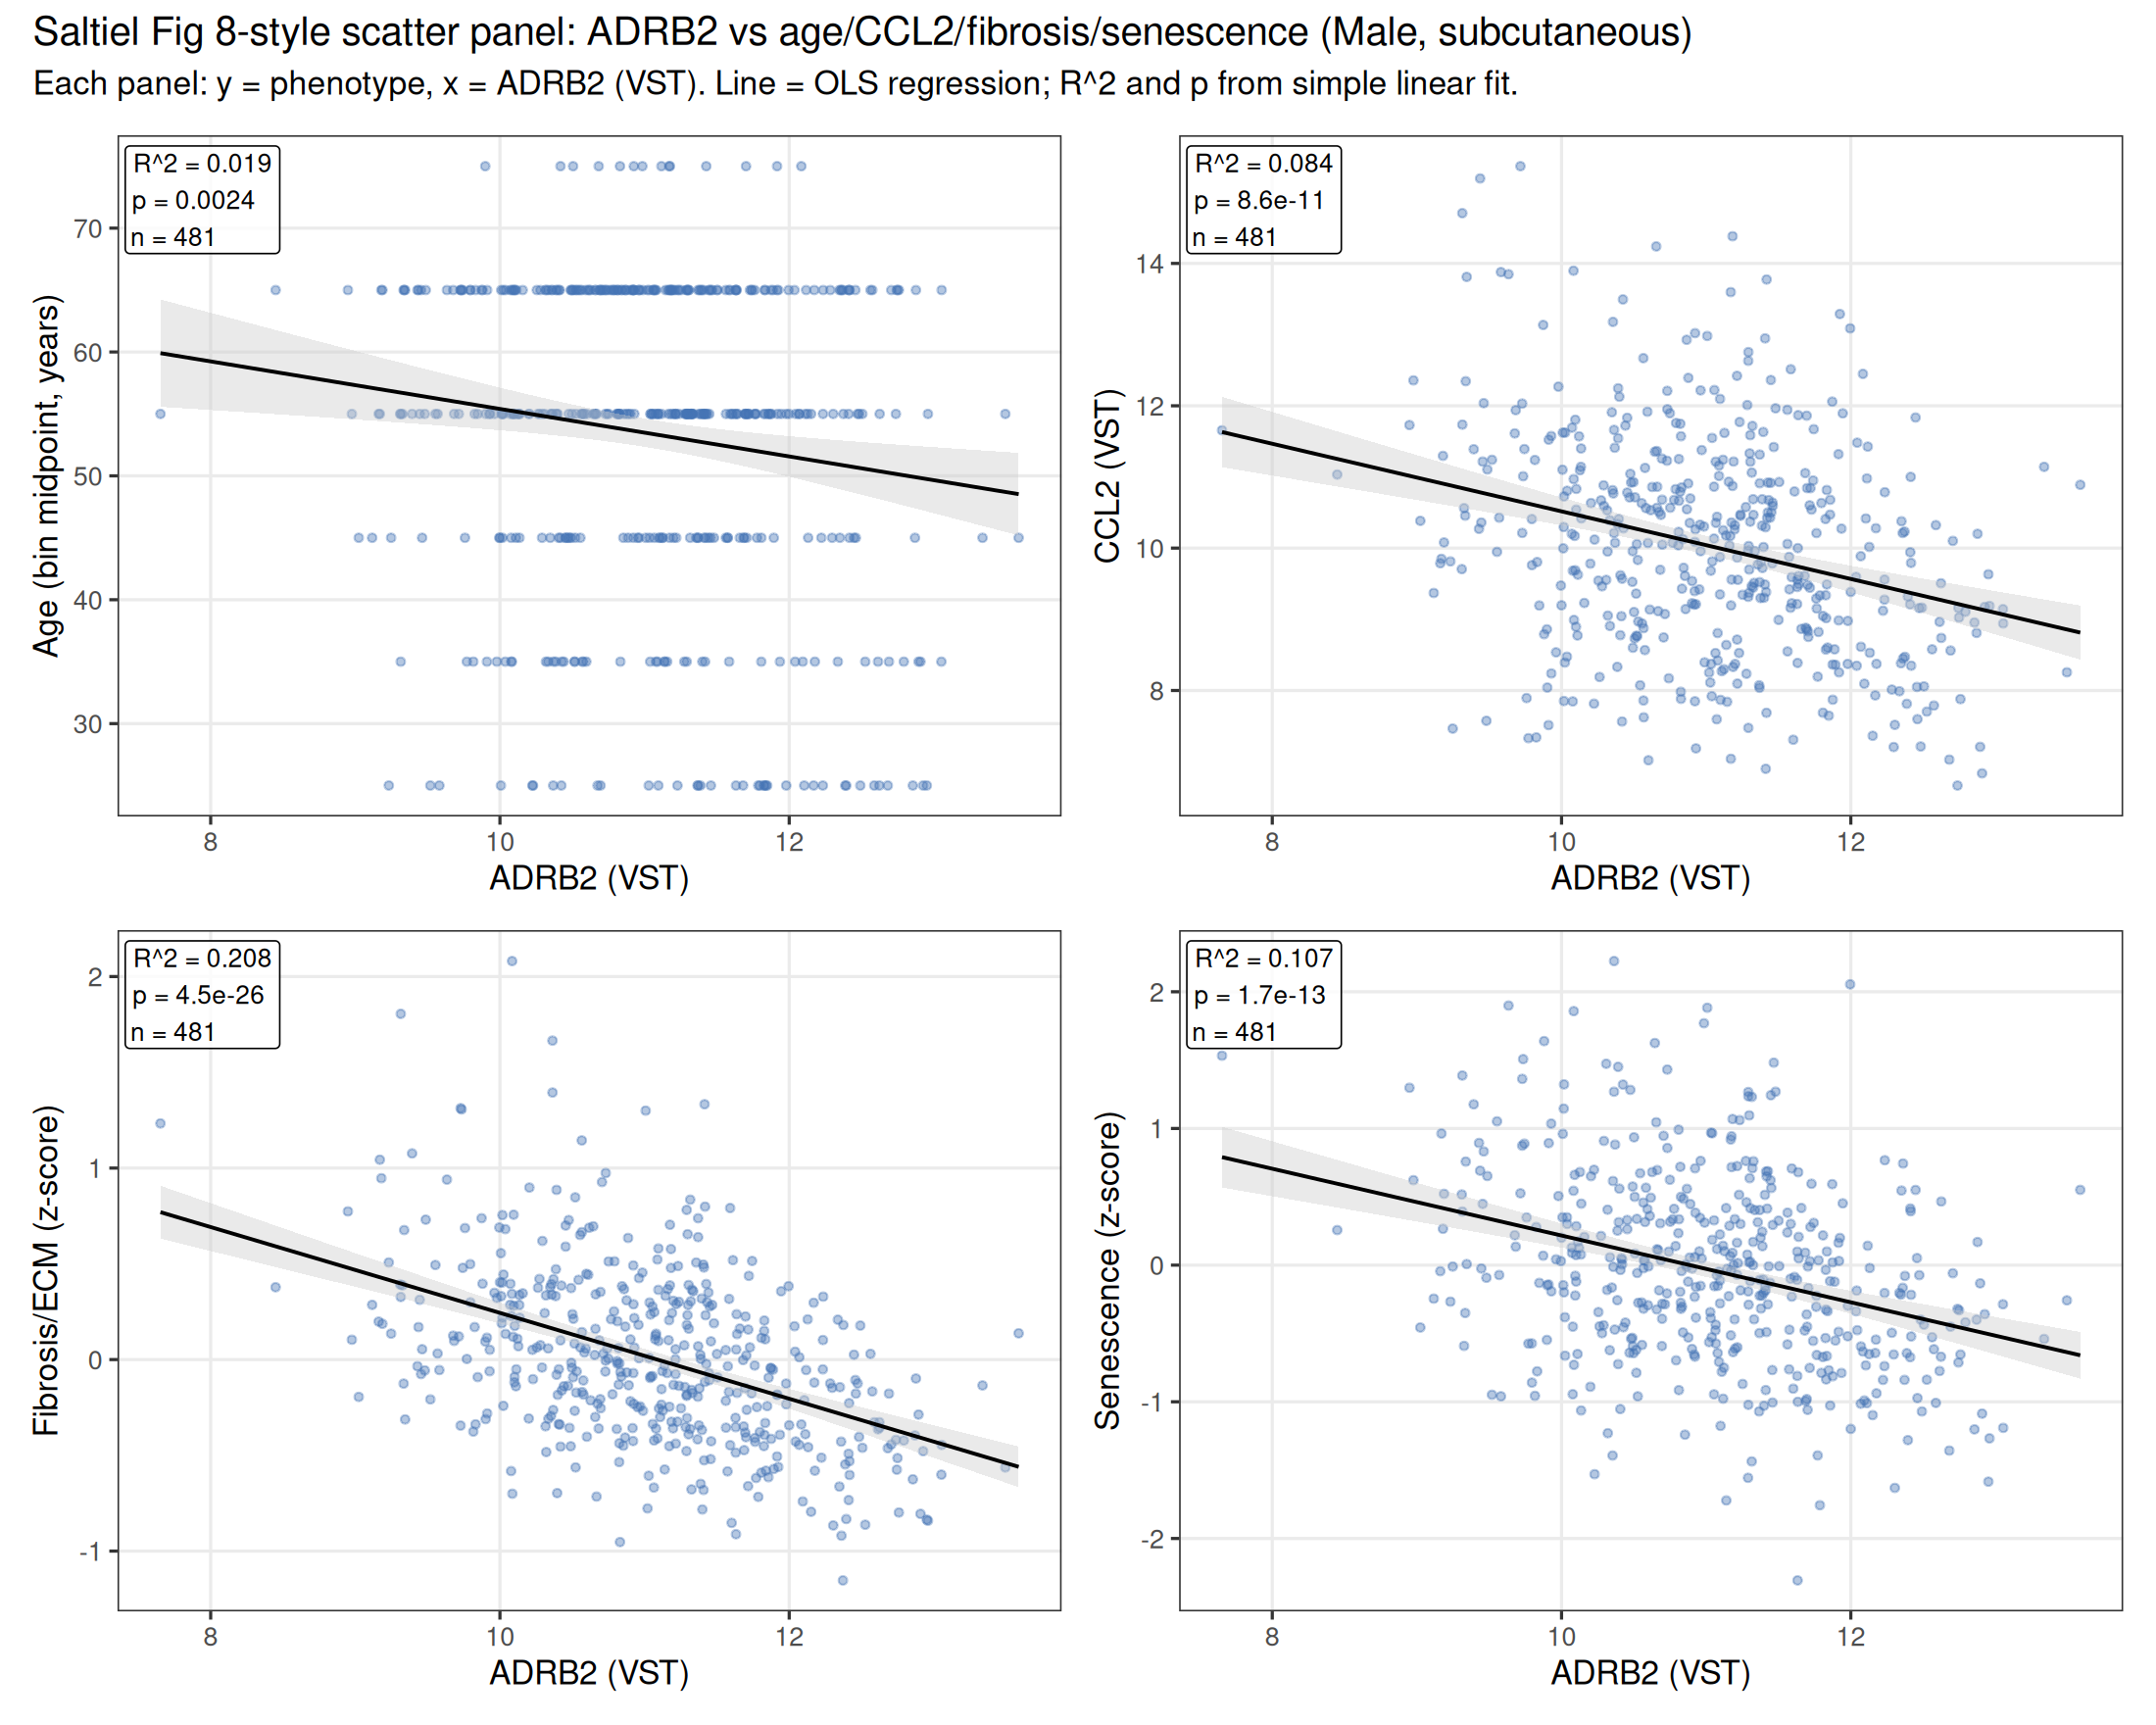 Saltiel Fig 8-style scatter panel: ADRB2 vs age/CCL2/fibrosis/senescence (Male, subcutaneous)
Each panel: y = phenotype, x = ADRB2 (VST). Line = OLS regression; R^2 and p from simple linear fit.
R^2 = 0.019
p = 0.0024
n = 481
70
60
50
40
30
Age (bin midpoint, years)
8
10
12
ADRB2 (VST)
R^2 = 0.084
p = 8.6e-11
n = 481
14
12
10
8
CCL2 (VST)
8
10
12
ADRB2 (VST)
R^2 = 0.208
p = 4.5e-26
n = 481
2
1
0
-1
Fibrosis/ECM (z-score)
8
10
12
ADRB2 (VST)
R^2 = 0.107
p = 1.7e-13
n = 481
2
1
0
-1
-2
Senescence (z-score)
8
10
12
ADRB2 (VST)